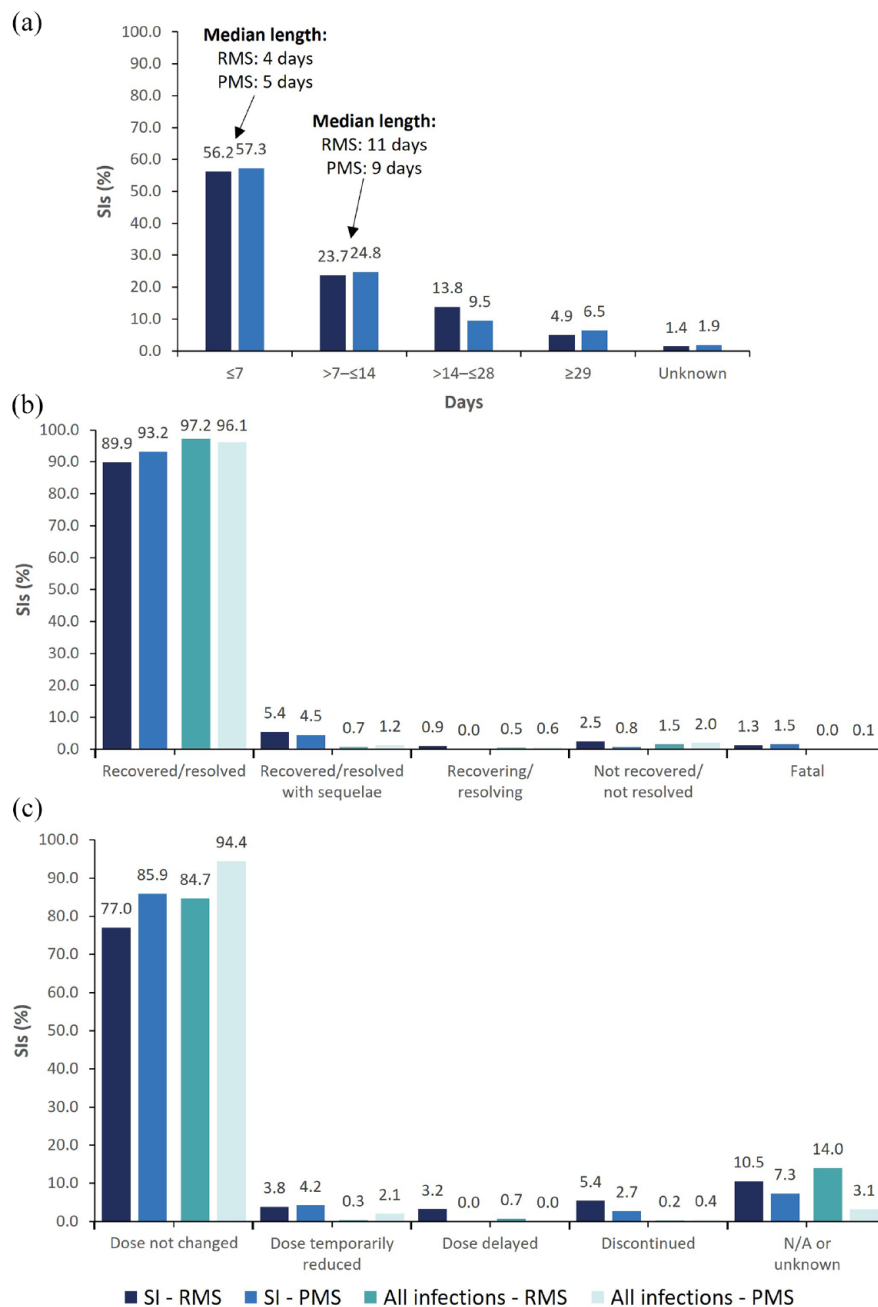 (a)
100.0
90.0
80.0
70.0
60.0
50.0
40.0
30.0
20.0
10.0
0.0
SIs (%)
Median length:
RMS: 4 days
PMS: 5 days
Median length:
RMS: 11 days
PMS: 9 days
56.2 57.3
23.7 24.8
13.8 9.5
4.9 6.5
1.4 1.9
≤7 >7–≤14 >14–≤28 ≥29 Unknown
Days
(b)
100.0
90.0
80.0
70.0
60.0
50.0
40.0
30.0
20.0
10.0
0.0
SIs (%)
89.9 93.2 97.2 96.1
5.4 4.5 0.7 1.2
0.9 0.0 0.5 0.6
2.5 0.8 1.5 2.0
1.3 1.5 0.0 0.1
Recovered/resolved
Recovered/resolved
with sequelae
Recovering/
resolving
Not recovered/
not resolved
Fatal
(c)
100.0
90.0
80.0
70.0
60.0
50.0
40.0
30.0
20.0
10.0
0.0
SIs (%)
77.0 85.9 84.7 94.4
3.8 4.2 0.3 2.1
3.2 0.0 0.7 0.0
5.4 2.7 0.2 0.4
10.5 7.3 14.0 3.1
Dose not changed
Dose temporarily
reduced
Dose delayed
Discontinued
N/A or
unknown
SI - RMS SI - PMS All infections - RMS All infections - PMS